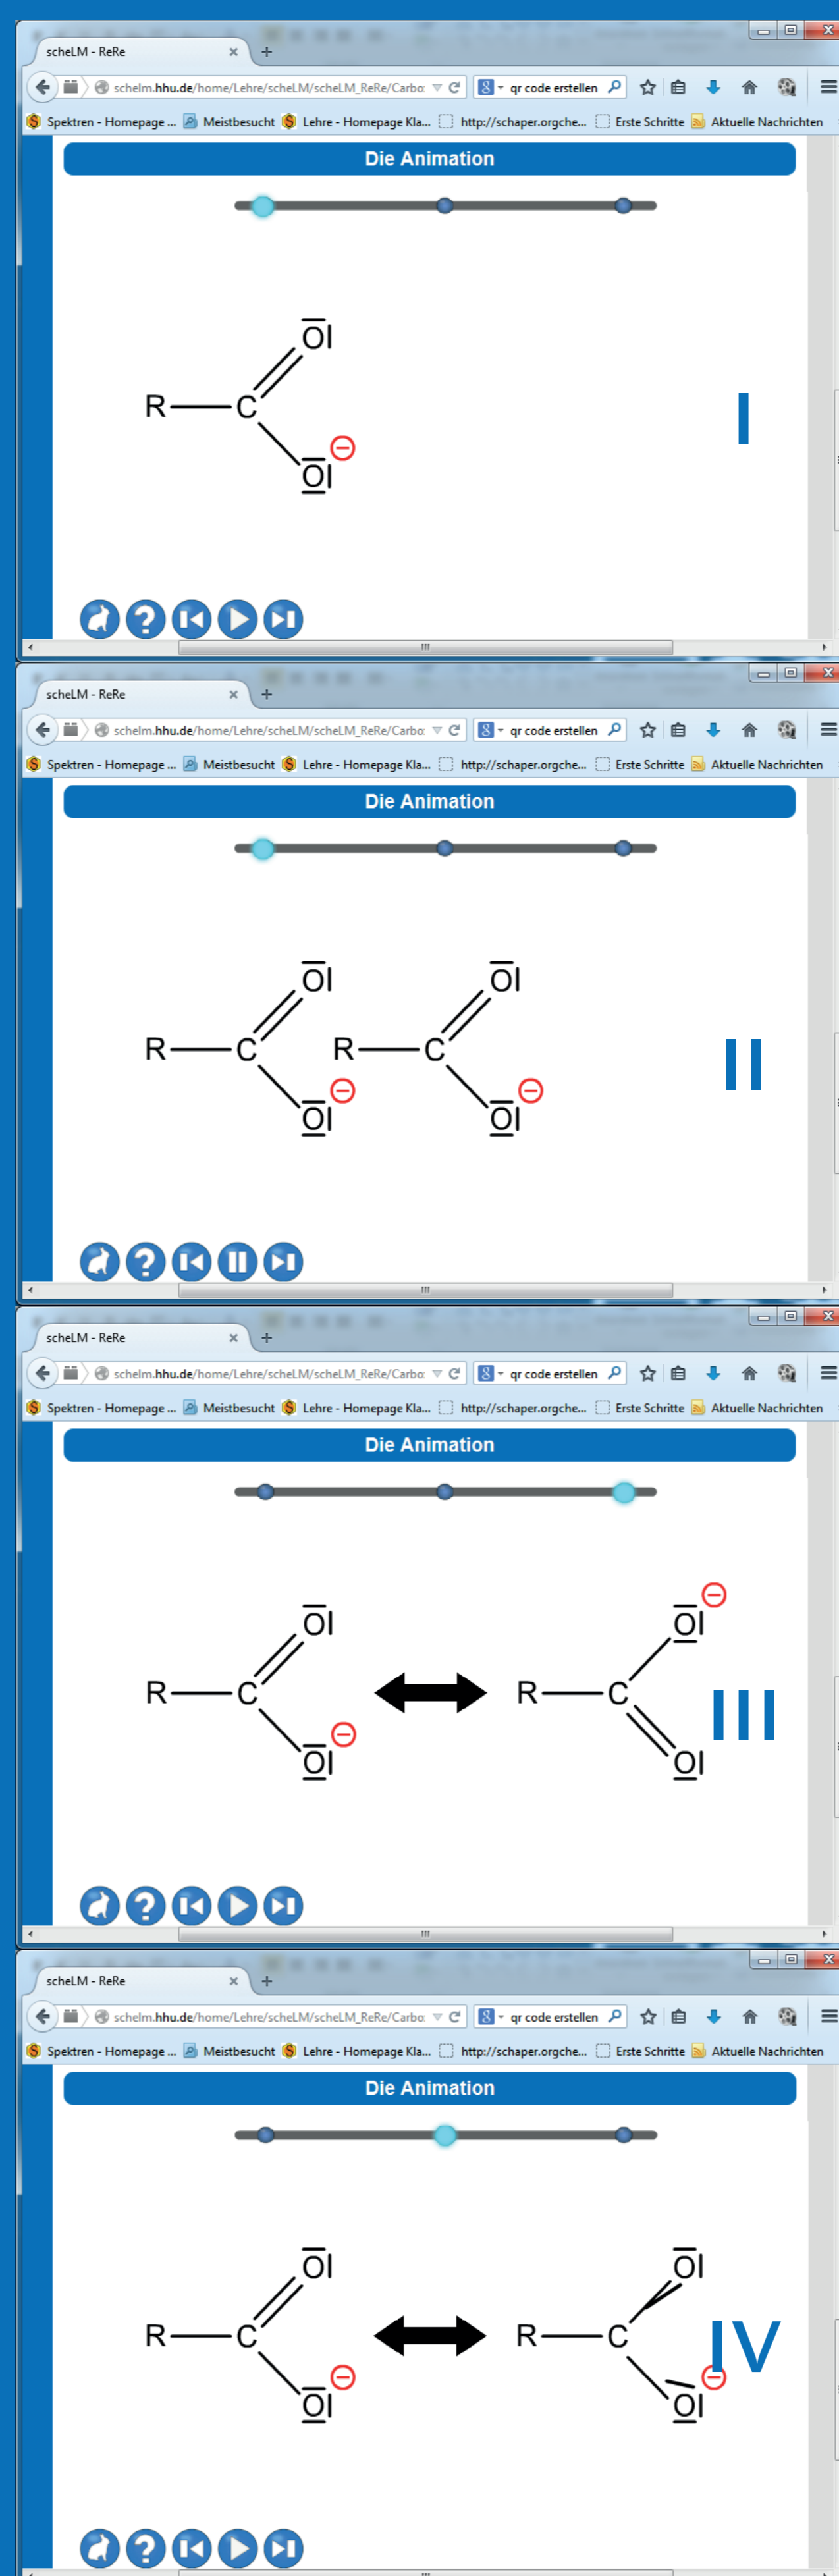 scheLM - ReRe
schelm.hhu.de/home/Lehre/scheLM/scheLM_ReRe/Carbo: qr code erstellen
Spektren - Homepage ... Meistbesucht Lehre - Homepage Kla... http://schaper.orgche... Erste Schritte Aktuelle Nachrichten
Die Animation
O
R C
I
O
scheLM - ReRe
schelm.hhu.de/home/Lehre/scheLM/scheLM_ReRe/Carbo: qr code erstellen
Spektren - Homepage ... Meistbesucht Lehre - Homepage Kla... http://schaper.orgche... Erste Schritte Aktuelle Nachrichten
Die Animation
O O
R C R C
II
O O
scheLM - ReRe
schelm.hhu.de/home/Lehre/scheLM/scheLM_ReRe/Carbo: qr code erstellen
Spektren - Homepage ... Meistbesucht Lehre - Homepage Kla... http://schaper.orgche... Erste Schritte Aktuelle Nachrichten
Die Animation
O O
R C R C
III
O O
scheLM - ReRe
schelm.hhu.de/home/Lehre/scheLM/scheLM_ReRe/Carbo: qr code erstellen
Spektren - Homepage ... Meistbesucht Lehre - Homepage Kla... http://schaper.orgche... Erste Schritte Aktuelle Nachrichten
Die Animation
O O
R C R C
IV
O O